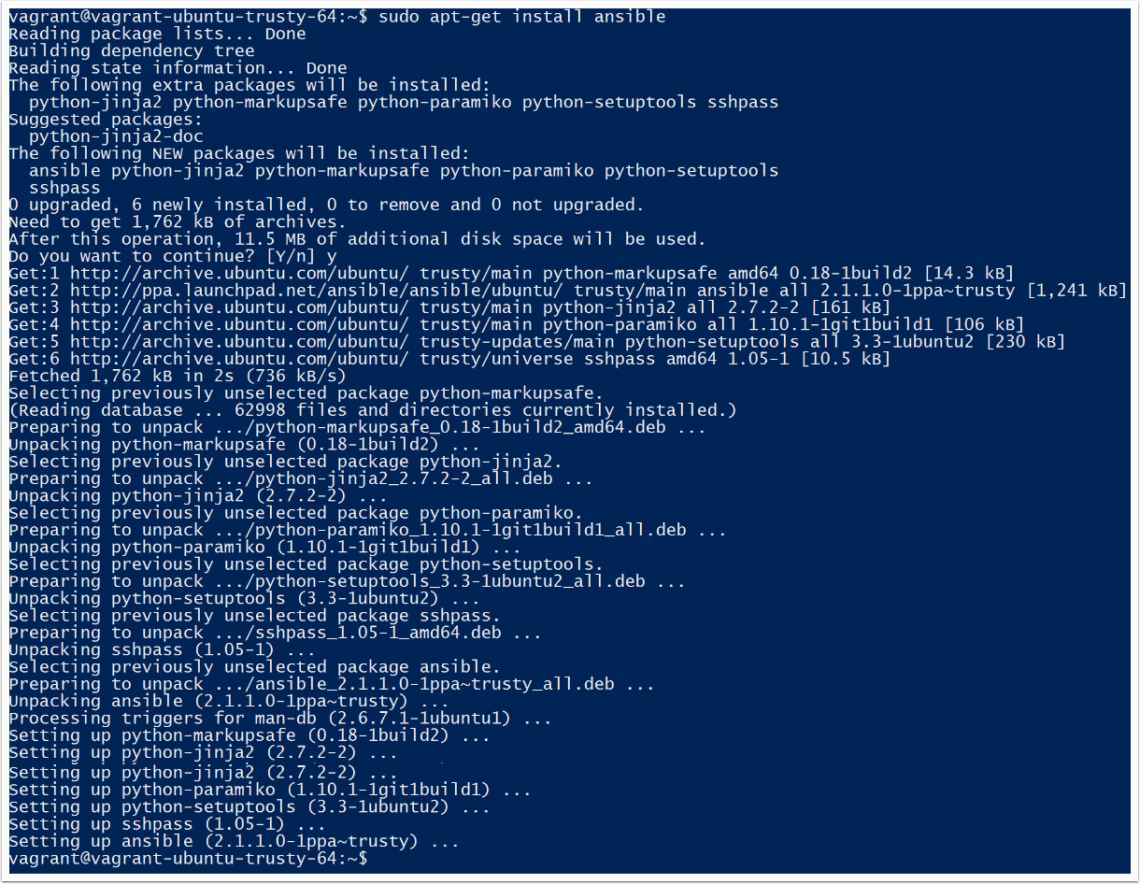 vagrant@vagrant-ubuntu-trusty-64:~$ sudo apt-get install ansible
Reading package lists... Done
Building dependency tree
Reading state information... Done
The following extra packages will be installed:
  python-jinja2 python-markupsafe python-paramiko python-setuptools sshpass
Suggested packages:
  python-jinja2-doc
The following NEW packages will be installed:
  ansible python-jinja2 python-markupsafe python-paramiko python-setuptools
  sshpass
0 upgraded, 6 newly installed, 0 to remove and 0 not upgraded.
Need to get 1,762 kB of archives.
After this operation, 11.5 MB of additional disk space will be used.
Do you want to continue? [Y/n] y
Get:1 http://archive.ubuntu.com/ubuntu/ trusty/main python-markupsafe amd64 0.18-1build2 [14.3 kB]
Get:2 http://ppa.launchpad.net/ansible/ansible/ubuntu/ trusty/main ansible all 2.1.1.0-1ppa~trusty [1,241 kB]
Get:3 http://archive.ubuntu.com/ubuntu/ trusty/main python-jinja2 all 2.7.2-2 [161 kB]
Get:4 http://archive.ubuntu.com/ubuntu/ trusty/main python-paramiko all 1.10.1-1git1build1 [106 kB]
Get:5 http://archive.ubuntu.com/ubuntu/ trusty-updates/main python-setuptools all 3.3-1ubuntu2 [230 kB]
Get:6 http://archive.ubuntu.com/ubuntu/ trusty/universe sshpass amd64 1.05-1 [10.5 kB]
Fetched 1,762 kB in 2s (736 kB/s)
Selecting previously unselected package python-markupsafe.
(Reading database ... 62998 files and directories currently installed.)
Preparing to unpack .../python-markupsafe_0.18-1build2_amd64.deb ...
Unpacking python-markupsafe (0.18-1build2) ...
Selecting previously unselected package python-jinja2.
Preparing to unpack .../python-jinja2_2.7.2-2_all.deb ...
Unpacking python-jinja2 (2.7.2-2) ...
Selecting previously unselected package python-paramiko.
Preparing to unpack .../python-paramiko_1.10.1-1git1build1_all.deb ...
Unpacking python-paramiko (1.10.1-1git1build1) ...
Selecting previously unselected package python-setuptools.
Preparing to unpack .../python-setuptools_3.3-1ubuntu2_all.deb ...
Unpacking python-setuptools (3.3-1ubuntu2) ...
Selecting previously unselected package sshpass.
Preparing to unpack .../sshpass_1.05-1_amd64.deb ...
Unpacking sshpass (1.05-1) ...
Selecting previously unselected package ansible.
Preparing to unpack .../ansible_2.1.1.0-1ppa~trusty_all.deb ...
Unpacking ansible (2.1.1.0-1ppa~trusty) ...
Processing triggers for man-db (2.6.7.1-1ubuntu1) ...
Setting up python-markupsafe (0.18-1build2) ...
Setting up python-jinja2 (2.7.2-2) ...
Setting up python-jinja2 (2.7.2-2) ...
Setting up python-paramiko (1.10.1-1git1build1) ...
Setting up python-setuptools (3.3-1ubuntu2) ...
Setting up sshpass (1.05-1) ...
Setting up ansible (2.1.1.0-1ppa~trusty) ...
vagrant@vagrant-ubuntu-trusty-64:~$